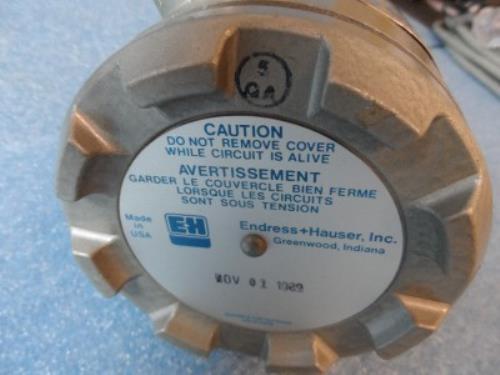 5
QA
CAUTION
DO NOT REMOVE COVER
WHILE CIRCUIT IS ALIVE
AVERTISSEMENT
GARDER LE COUVERCLE BIEN FERME
LORSQUE LES CIRCUITS
SONT SOUS TENSION
Made
in
USA
E+H
Endress+Hauser, Inc.
Greenwood, Indiana
NOV 01